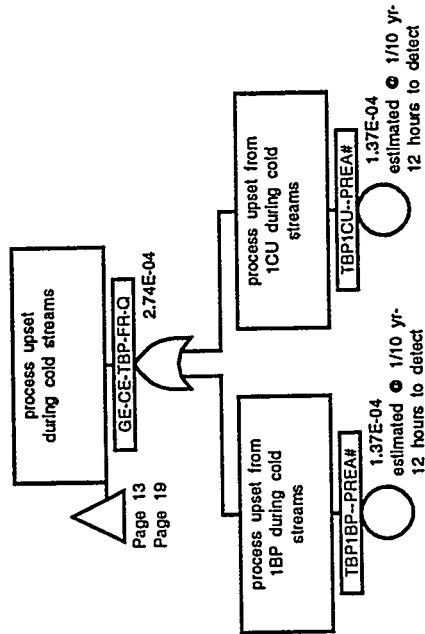 process upset
during cold streams
GE-CE-TBP-FR-Q
2.74E-04
Page 13
Page 19
process upset from
1BP during cold
streams
TBP1BP--PREA#
1.37E-04
estimated @ 1/10 yr-
12 hours to detect
process upset from
1CU during cold
streams
TBP1CU--PREA#
1.37E-04
estimated @ 1/10 yr-
12 hours to detect